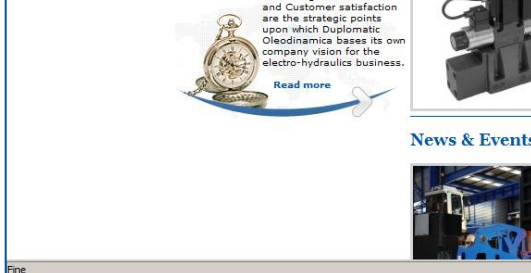 and Customer satisfaction
are the strategic points
upon which Duplomatic
Oleodinamica bases its own
company vision for the
electro-hydraulics business.
Read more
News & Events
Fine